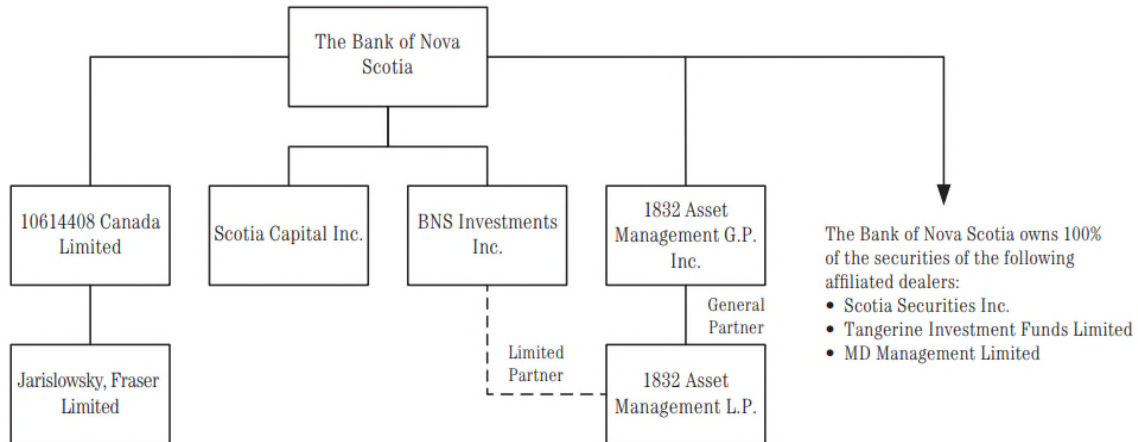 The Bank of Nova
Scotia
10614408 Canada
Limited
Scotia Capital Inc.
BNS Investments
Inc.
1832 Asset
Management G.P.
Inc.
The Bank of Nova Scotia owns 100%
of the securities of the following
affiliated dealers:
• Scotia Securities Inc.
• Tangerine Investment Funds Limited
• MD Management Limited
General
Partner
Limited
Partner
Jarislowsky, Fraser
Limited
1832 Asset
Management L.P.